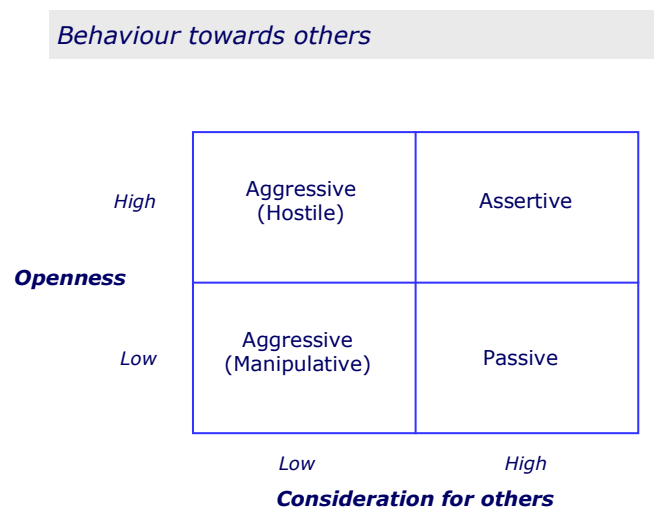 Behaviour towards others
High
Aggressive
(Hostile)
Assertive
Openness
Low
Aggressive
(Manipulative)
Passive
Low
High
Consideration for others